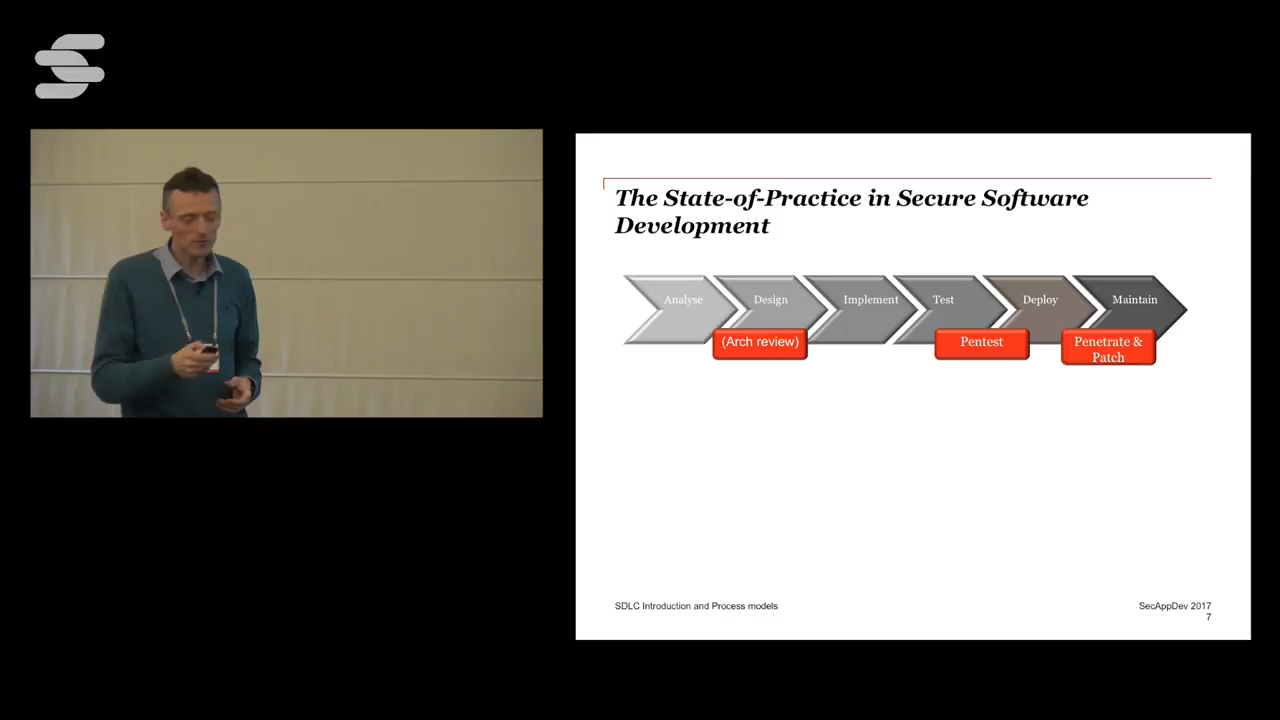 The State-of-Practice in Secure Software
Development
Analyse
Design
Implement
Test
Deploy
Maintain
(Arch review)
Pentest
Penetrate &
Patch
SDLC Introduction and Process models
SecAppDev 2017
7